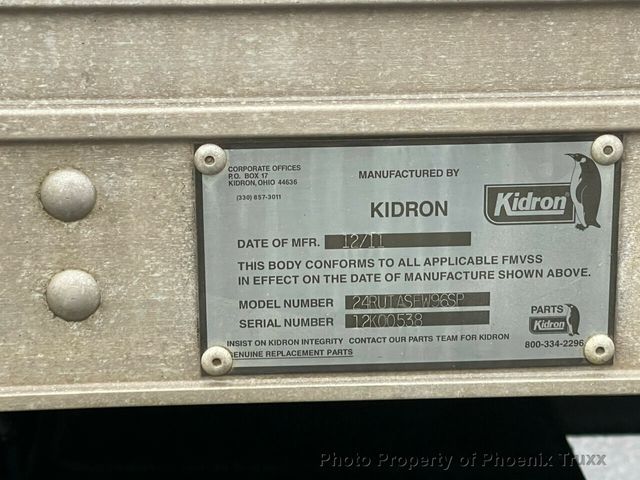 CORPORATE OFFICES
P.O. BOX 17
KIDRON, OHIO 44636
(330) 857-3011
MANUFACTURED BY
KIDRON
Kidron
DATE OF MFR. 12/11
THIS BODY CONFORMS TO ALL APPLICABLE FMVSS
IN EFFECT ON THE DATE OF MANUFACTURE SHOWN ABOVE.
MODEL NUMBER
SERIAL NUMBER 12K00538
PARTS
Kidron
800-334-2296
INSIST ON KIDRON INTEGRITY CONTACT OUR PARTS TEAM FOR KIDRON
GENUINE REPLACEMENT PARTS
Photo Property of Phoenix Truxx